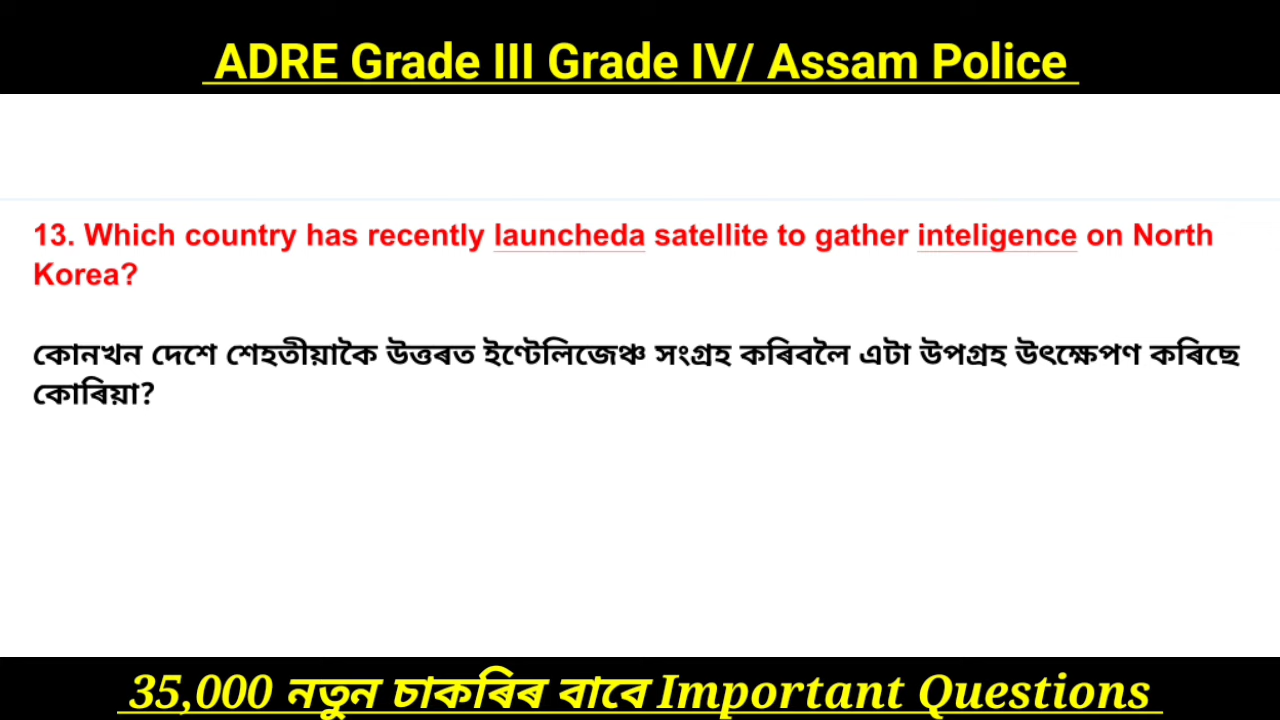 ADRE Grade III Grade IV/ Assam Police
13. Which country has recently launcheda satellite to gather inteligence on North
Korea?
কোনখন দেশে শেহতীয়াকৈ উত্তৰত ইণ্টেলিজেঞ্চ সংগ্ৰহ কৰিবলৈ এটা উপগ্ৰহ উৎক্ষেপণ কৰিছে
কোৰিয়া?
35,000 নতুন চাকৰিৰ বাবে Important Questions